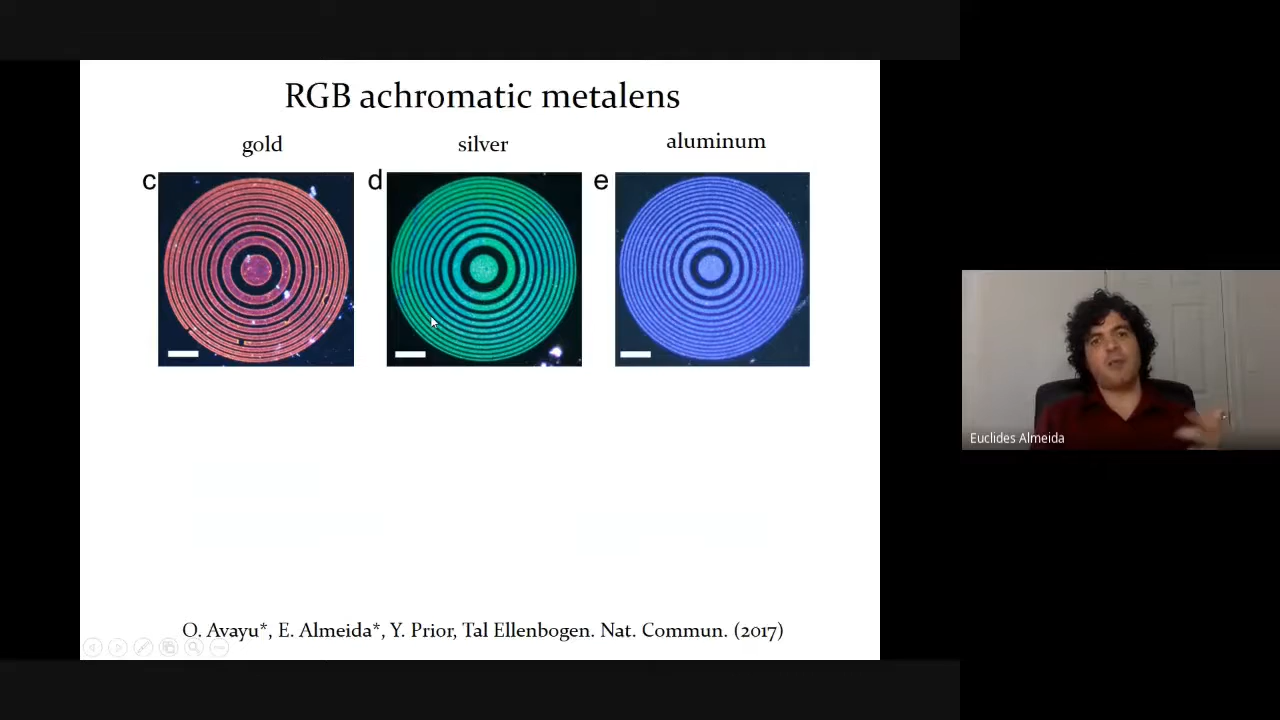 RGB achromatic metalens
gold
silver
aluminum
c
d
e
Euclides Almeida
O. Avayu*, E. Almeida*, Y. Prior, Tal Ellenbogen. Nat. Commun. (2017)